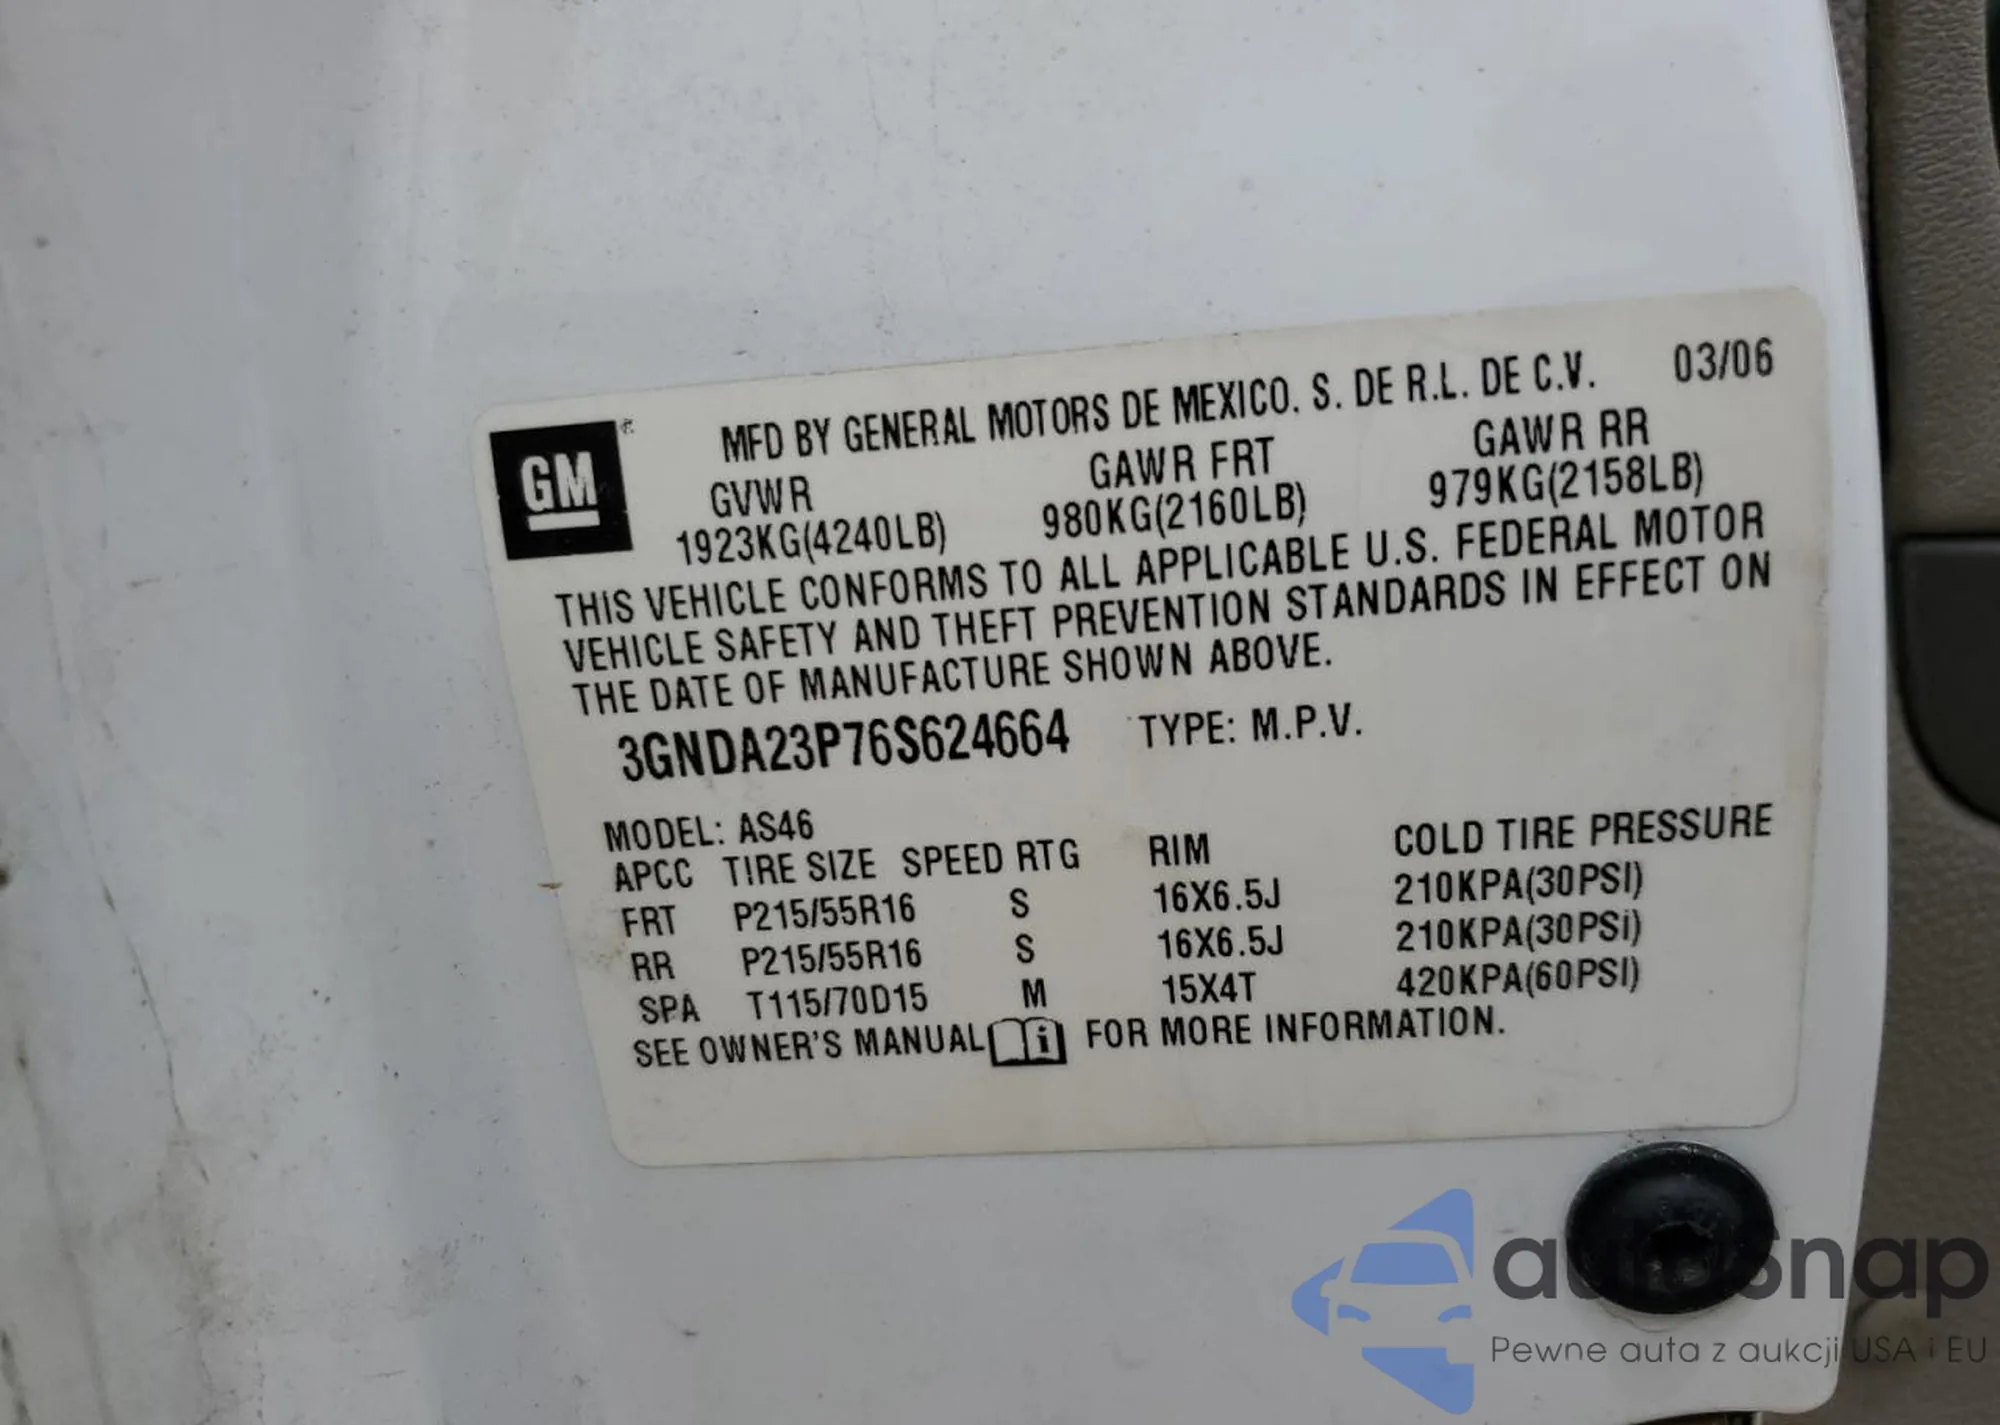 MFD BY GENERAL MOTORS DE MEXICO. S. DE R.L. DE C.V. 03/06
GM
GVWR GAWR FRT GAWR RR
1923KG(4240LB) 980KG(2160LB) 979KG(2158LB)
THIS VEHICLE CONFORMS TO ALL APPLICABLE U.S. FEDERAL MOTOR
VEHICLE SAFETY AND THEFT PREVENTION STANDARDS IN EFFECT ON
THE DATE OF MANUFACTURE SHOWN ABOVE.
3GNDA23P76S624664 TYPE: M.P.V.
MODEL: AS46
APCC TIRE SIZE SPEED RTG RIM COLD TIRE PRESSURE
FRT P215/55R16 S 16X6.5J 210KPA(30PSI)
RR P215/55R16 S 16X6.5J 210KPA(30PSi)
SPA T115/70D15 M 15X4T 420KPA(60PSI)
SEE OWNER'S MANUAL i FOR MORE INFORMATION.
autosnap
Pewne auta z aukcji USA i EU